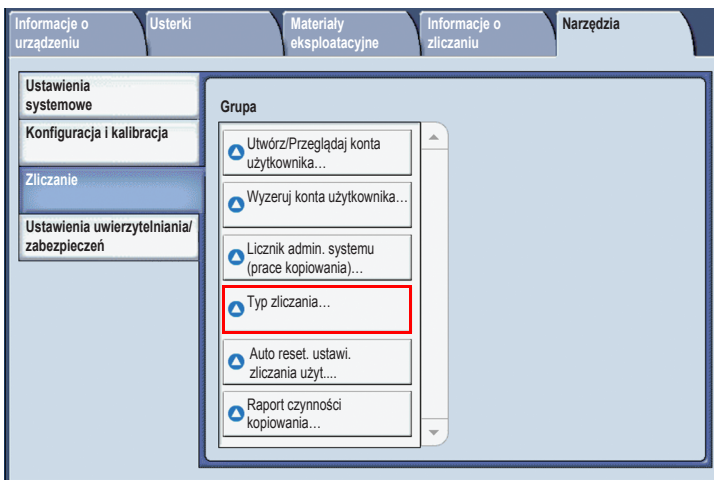 Informacje o
urządzeniu
Usterki
Materiały
eksploatacyjne
Informacje o
zliczaniu
Narzędzia
Ustawienia
systemowe
Konfiguracja i kalibracja
Zliczanie
Ustawienia uwierzytelniania/
zabezpieczeń
Grupa
Utwórz/Przeglądaj konta
użytkownika…
Wyzeruj konta użytkownika…
Licznik admin. systemu
(prace kopiowania)…
Typ zliczania…
Auto reset. ustawi.
zliczania użyt....
Raport czynności
kopiowania…